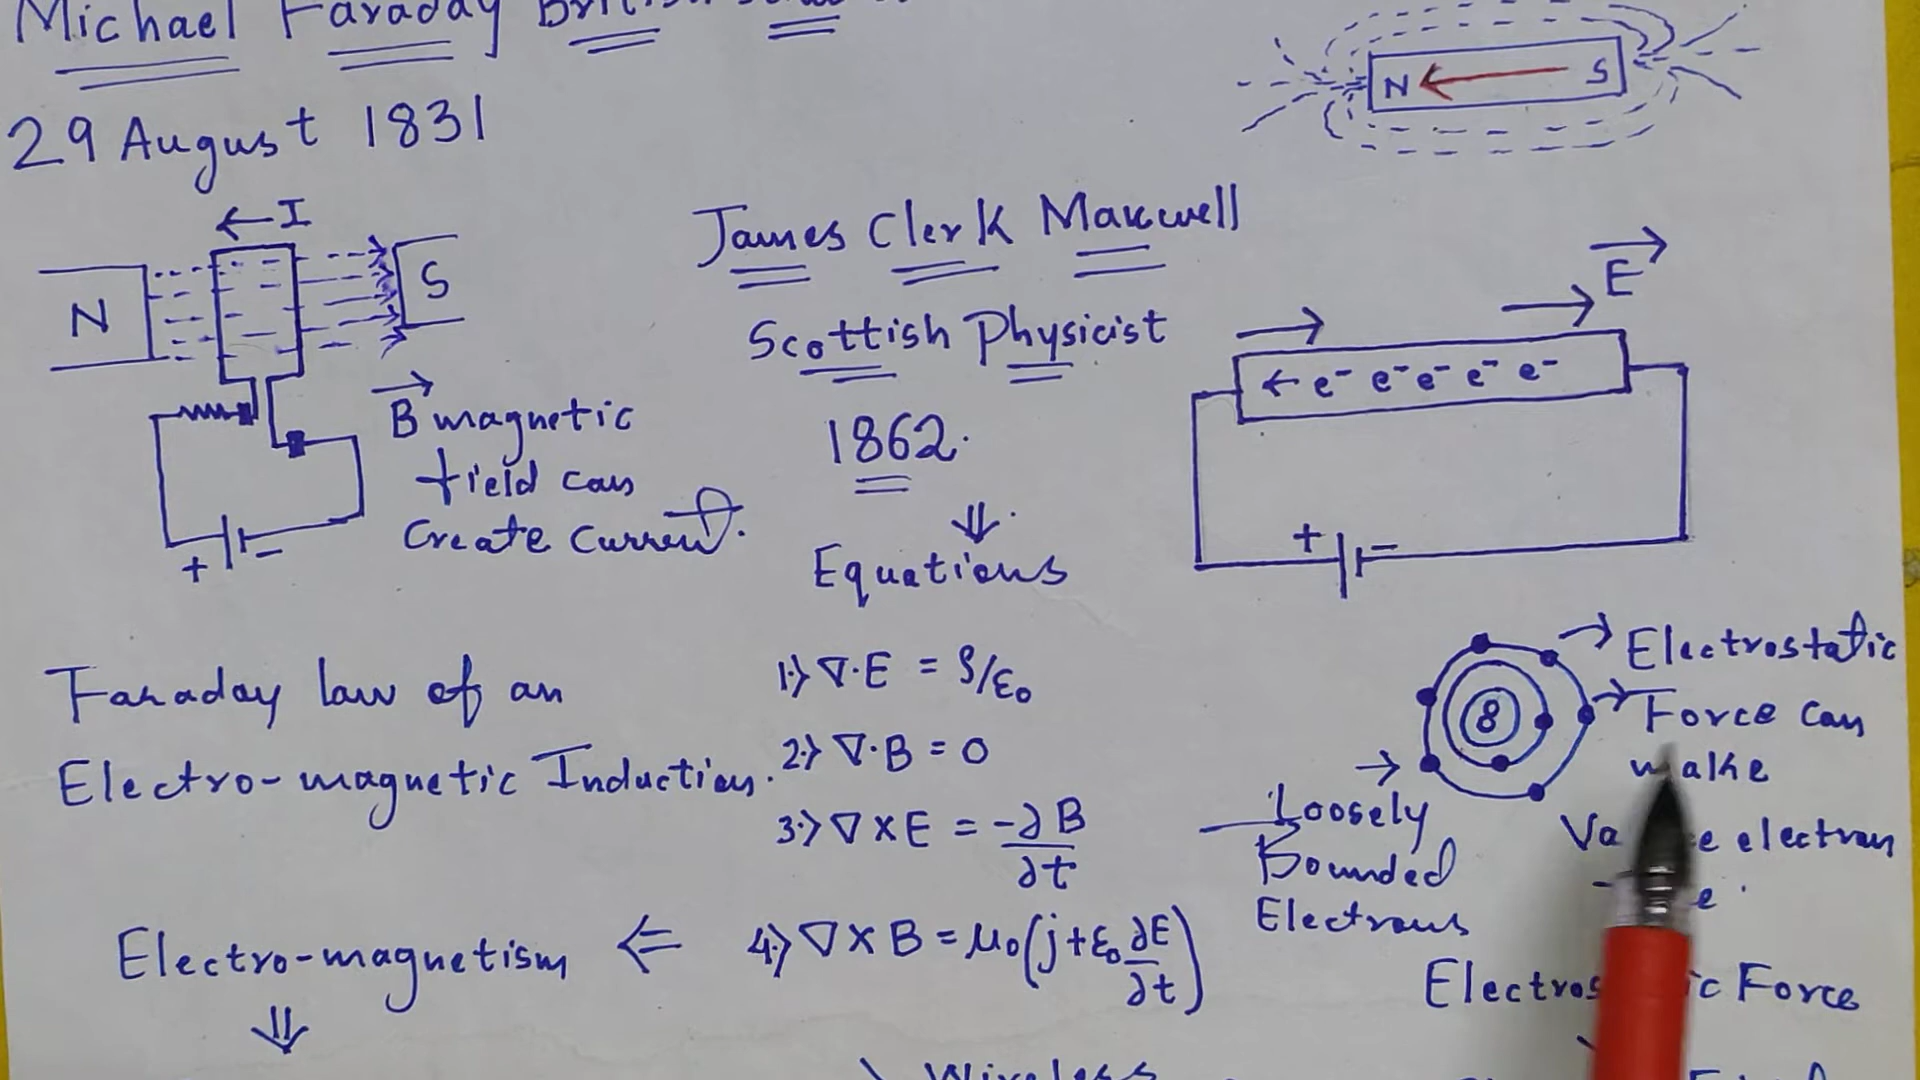 Michael Faraday
29 August 1831
N S
← I
N S
B magnetic
field can
Create Current.
James Clerk Maxwell
Scottish Physicist
1862.
⇓
Equations
1·) ∇·E = ρ/ε₀
2·) ∇·B = 0
3·) ∇×E = -∂B/∂t
4·) ∇×B = μ₀(j+ε₀ ∂E/∂t)
E
← e⁻ e⁻ e⁻ e⁻ e⁻
+ −
+ −
Faraday law of an
Electro-magnetic Induction.
Electro-magnetism ⇐
⇓
8
→ Electrostatic
→ Force can
make
electron
→ Loosely
Bounded
Electrons
Force
Wireless